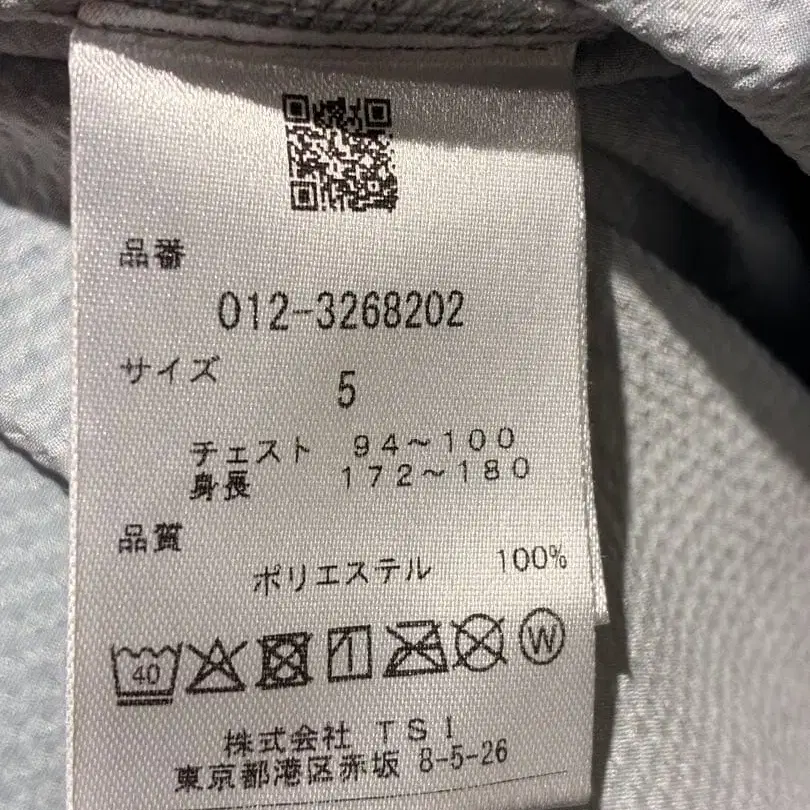 品番
012-3268202
サイズ
5
チェスト 94～100
身長 172～180
品質
ポリエステル 100%
40 W
株式会社 TSI
東京都港区赤坂 8-5-26